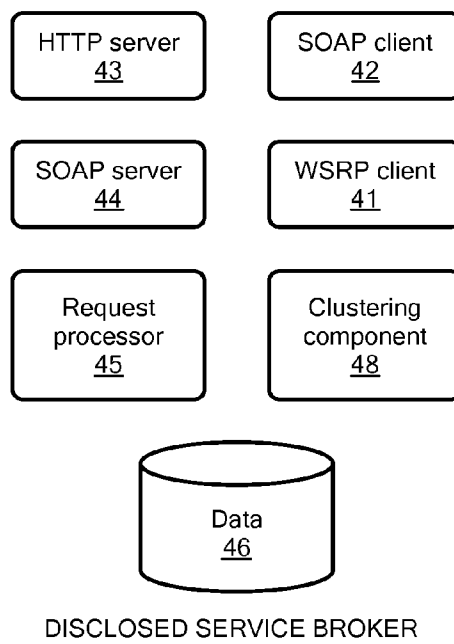 HTTP server
43
SOAP client
42
SOAP server
44
WSRP client
41
Request
processor
45
Clustering
component
48
Data
46
DISCLOSED SERVICE BROKER